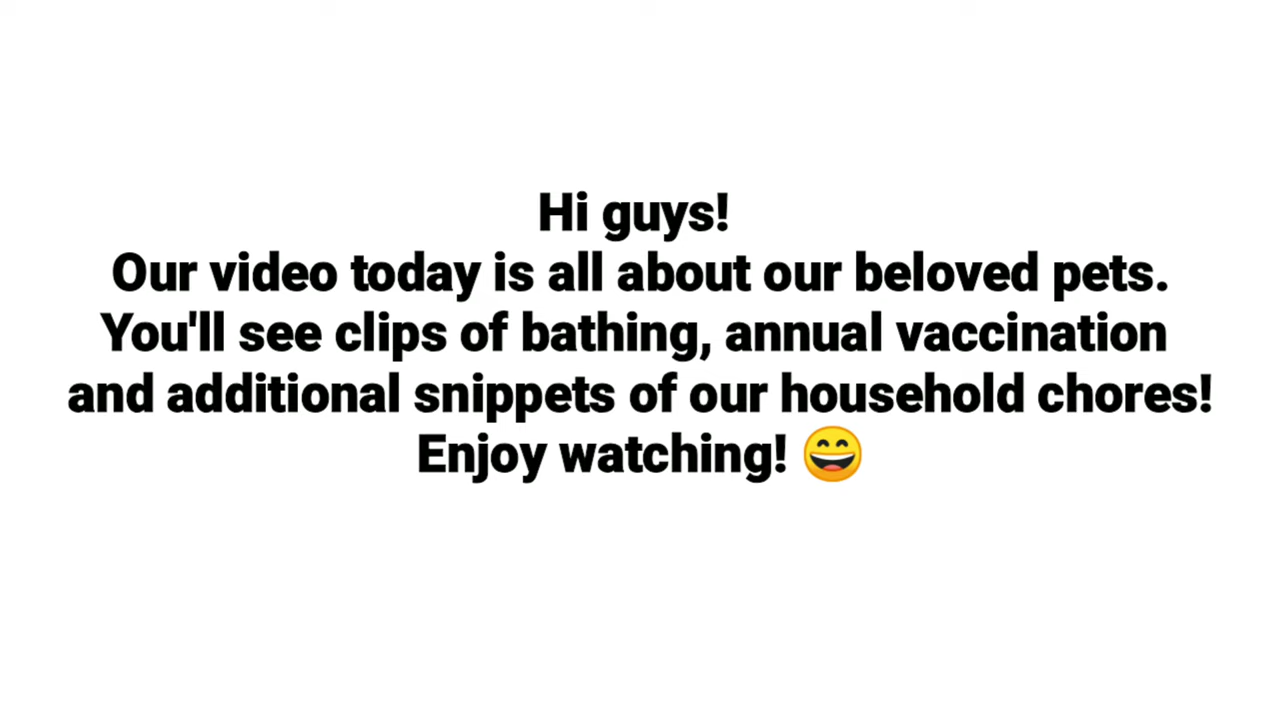 Hi guys!
Our video today is all about our beloved pets.
You'll see clips of bathing, annual vaccination
and additional snippets of our household chores!
Enjoy watching! 😄